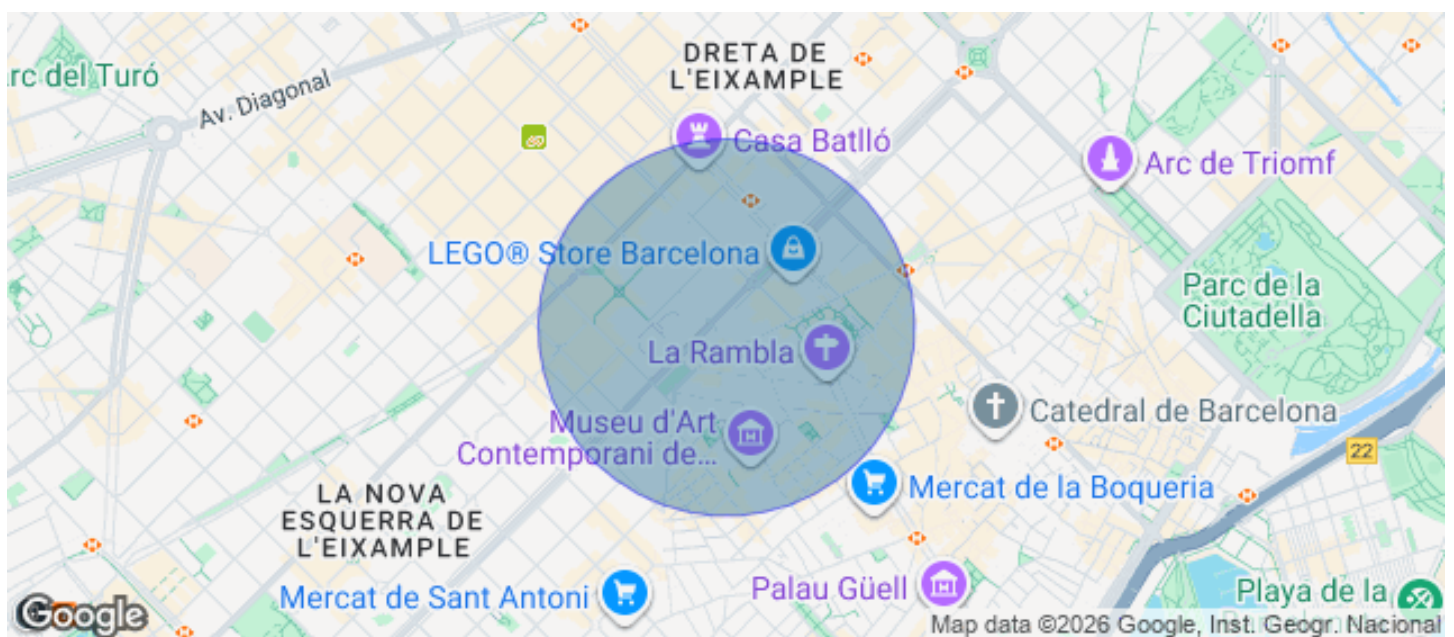 DRETA DE
L'EIXAMPLE
rc del Turó
Av. Diagonal
Casa Batlló
Arc de Triomf
LEGO® Store Barcelona
Parc de la
Ciutadella
La Rambla
Museu d'Art
Contemporani de...
Catedral de Barcelona
22
Mercat de la Boqueria
LA NOVA
ESQUERRA DE
L'EIXAMPLE
Mercat de Sant Antoni
Palau Güell
Playa de la
Google
Map data ©2026 Google, Inst. Geogr. Nacional